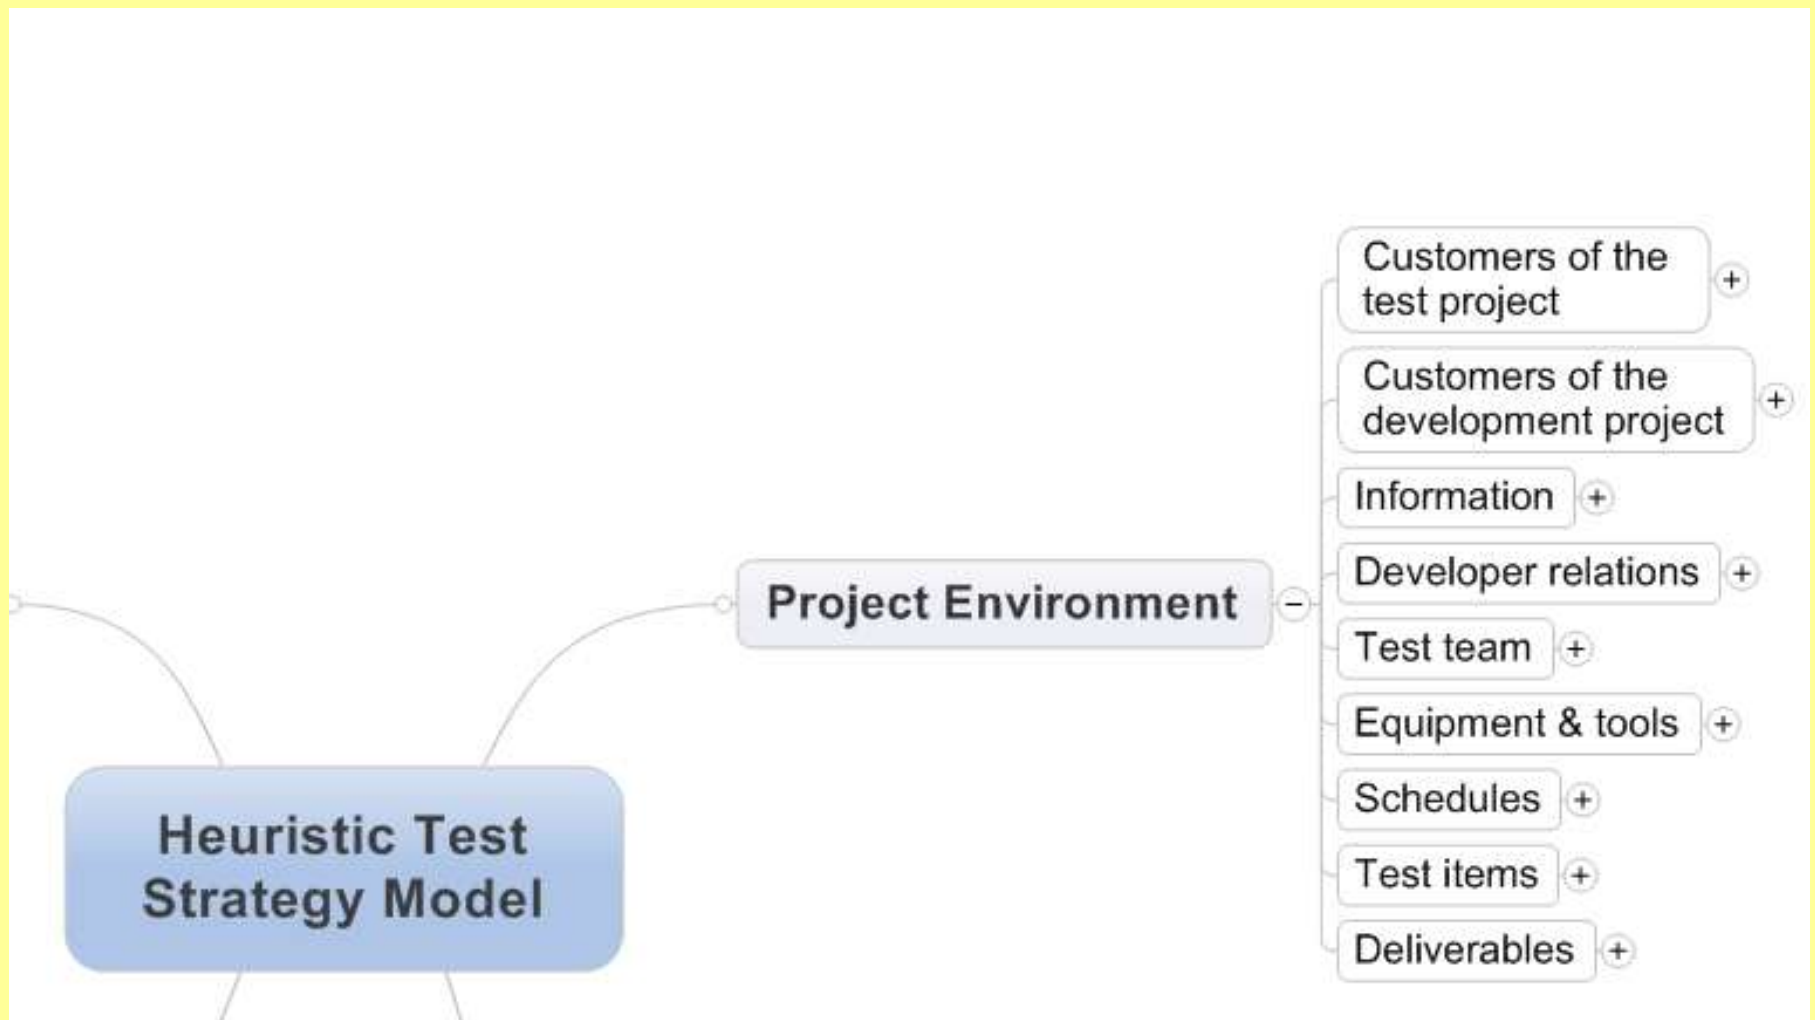 Customers of the
test project
Customers of the
development project
Information
Developer relations
Project Environment
Test team
Equipment & tools
Schedules
Heuristic Test
Strategy Model
Test items
Deliverables